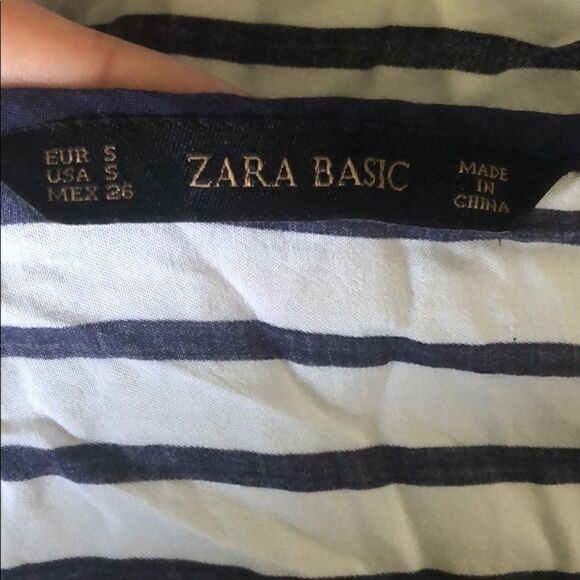 EUR S
USA S
MEX 26
ZARA BASIC
MADE
IN
CHINA